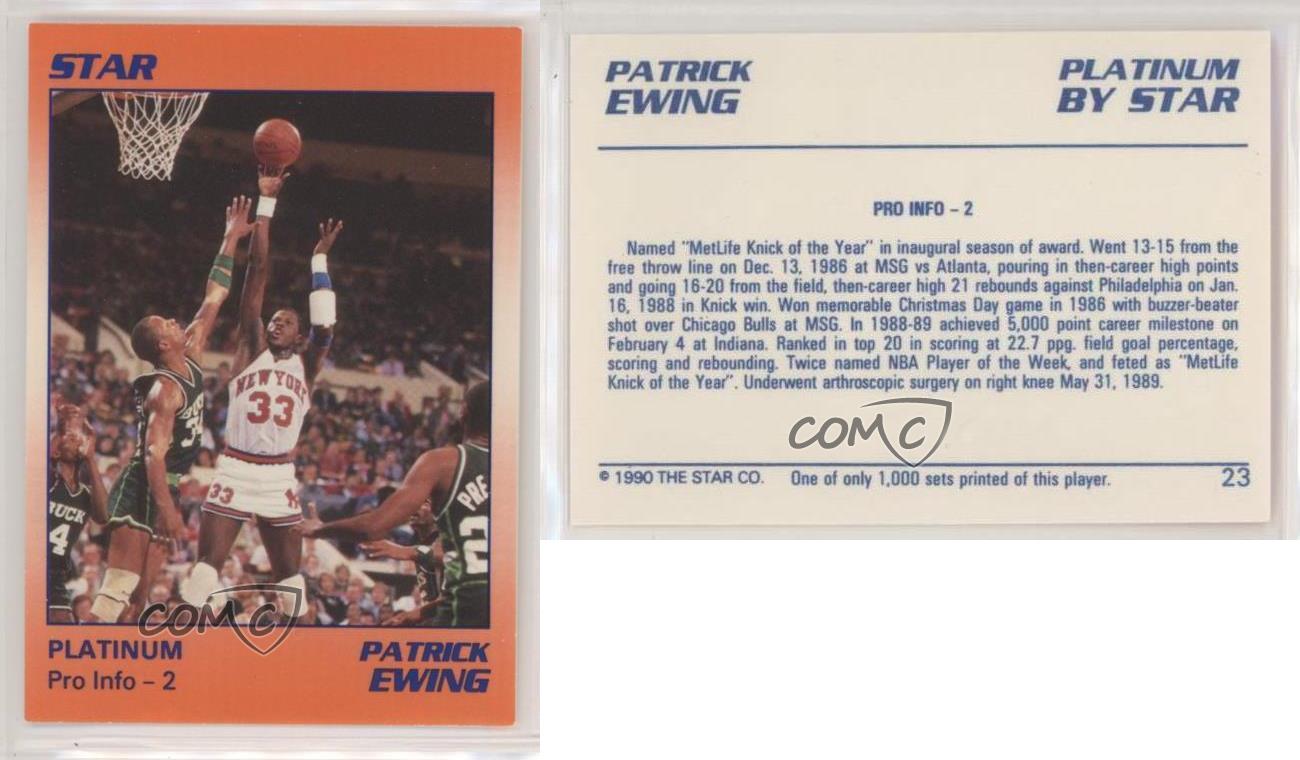 STAR
NEW YORK
33
33
BUCK
4
PRE
PLATINUM
Pro Info – 2
PATRICK
EWING
COMC
PATRICK
EWING
PLATINUM
BY STAR
PRO INFO – 2
Named "MetLife Knick of the Year" in inaugural season of award. Went 13-15 from the
free throw line on Dec. 13, 1986 at MSG vs Atlanta, pouring in then-career high points
and going 16-20 from the field, then-career high 21 rebounds against Philadelphia on Jan.
16, 1988 in Knick win. Won memorable Christmas Day game in 1986 with buzzer-beater
shot over Chicago Bulls at MSG. In 1988-89 achieved 5,000 point career milestone on
February 4 at Indiana. Ranked in top 20 in scoring at 22.7 ppg. field goal percentage,
scoring and rebounding. Twice named NBA Player of the Week, and feted as "MetLife
Knick of the Year". Underwent arthroscopic surgery on right knee May 31, 1989.
COMC
© 1990 THE STAR CO. One of only 1,000 sets printed of this player. 23